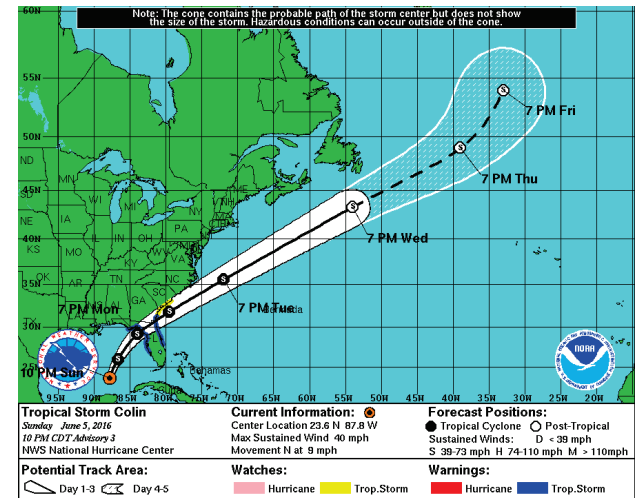 Note: The cone contains the probable path of the storm center but does not show
the size of the storm. Hazardous conditions can occur outside of the cone.
60N
55N
7 PM Fri
50N
ND
7 PM Thu
MN
ME
SD
WI
VT
NH
45N
MI
NY
MA
7 PM Wed
NE
IA
PA
40N
IL
IN
OH
KS
MO
WV
VA
KY
OK
TN
NC
35N
AR
SC
7 PM Tue
Bermuda
7 PM Mon
MS
AL
GA
30N
NOAA
10 PM Sun
25N
Bahamas
Cuba
95W 90W 85W 80W 75W 70W 65W 60W 55W 50W 45W 40W 35W 30W 25W 20W
Tropical Storm Colin
Sunday June 5, 2016
10 PM CDT Advisory 3
NWS National Hurricane Center
Current Information:
Center Location 23.6 N 87.8 W
Max Sustained Wind 40 mph
Movement N at 9 mph
Forecast Positions:
Tropical Cyclone Post-Tropical
Sustained Winds: D < 39 mph
S 39-73 mph H 74-110 mph M > 110mph
Potential Track Area:
Day 1-3 Day 4-5
Watches:
Hurricane Trop.Storm
Warnings:
Hurricane Trop.Storm